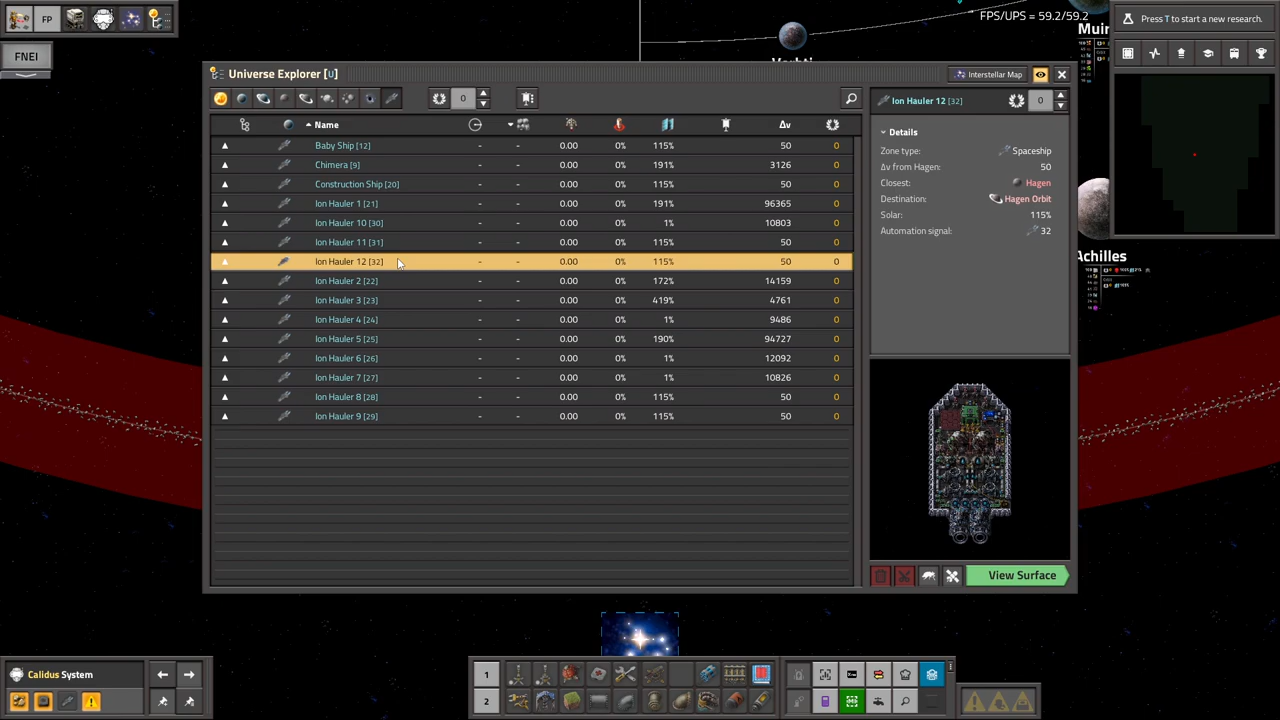 FPS/UPS = 59.2/59.2
Press T to start a new research.
FP
FNEI
Muir
Universe Explorer [U]
Interstellar Map
0
Ion Hauler 12 [32]
0
Name
Δv
Details
Baby Ship [12] - - 0.00 0% 115% 50 0
Chimera [9] - - 0.00 0% 191% 3126 0
Construction Ship [20] - - 0.00 0% 115% 50 0
Ion Hauler 1 [21] - - 0.00 0% 191% 96365 0
Ion Hauler 10 [30] - - 0.00 0% 1% 10803 0
Ion Hauler 11 [31] - - 0.00 0% 115% 50 0
Ion Hauler 12 [32] - - 0.00 0% 115% 50 0
Ion Hauler 2 [22] - - 0.00 0% 172% 14159 0
Ion Hauler 3 [23] - - 0.00 0% 419% 4761 0
Ion Hauler 4 [24] - - 0.00 0% 1% 9486 0
Ion Hauler 5 [25] - - 0.00 0% 190% 94727 0
Ion Hauler 6 [26] - - 0.00 0% 1% 12092 0
Ion Hauler 7 [27] - - 0.00 0% 1% 10826 0
Ion Hauler 8 [28] - - 0.00 0% 115% 50 0
Ion Hauler 9 [29] - - 0.00 0% 115% 50 0
Zone type: Spaceship
Δv from Hagen: 50
Closest: Hagen
Destination: Hagen Orbit
Solar: 115%
Automation signal: 32
Achilles
View Surface
Calidus System
1
2